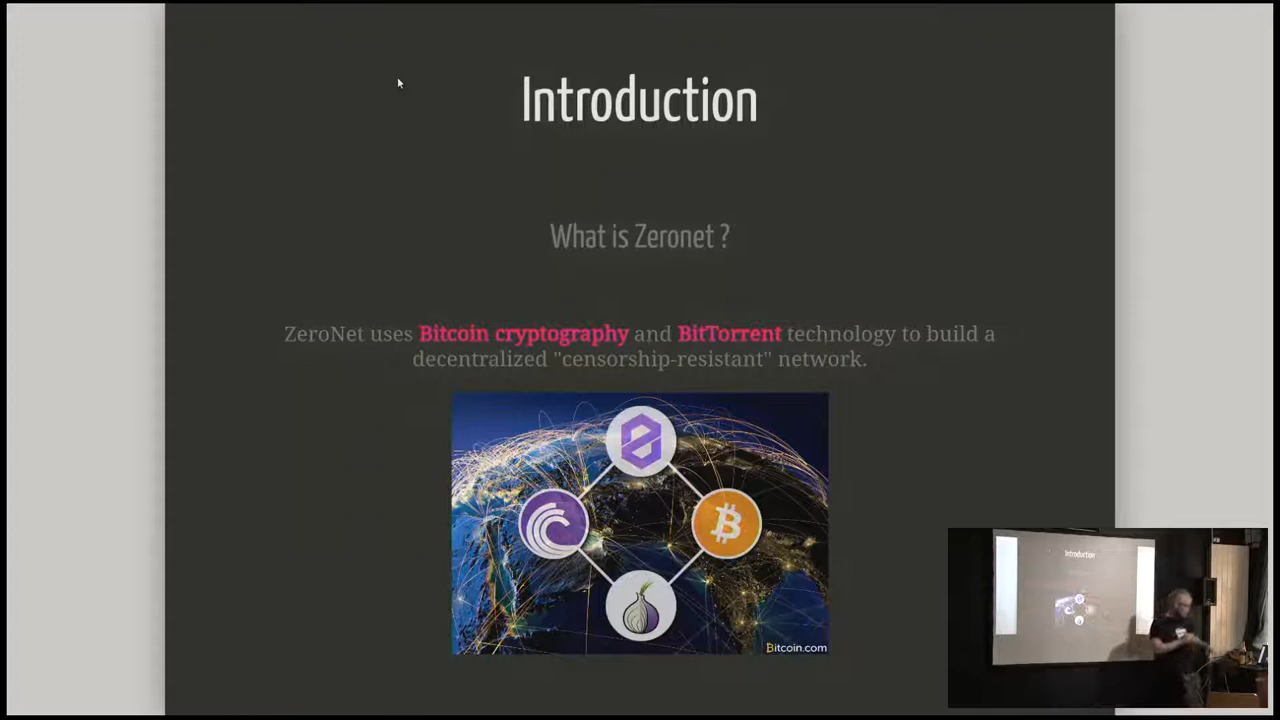 Introduction
What is Zeronet ?
ZeroNet uses Bitcoin cryptography and BitTorrent technology to build a
decentralized "censorship-resistant" network.
Bitcoin.com
Introduction